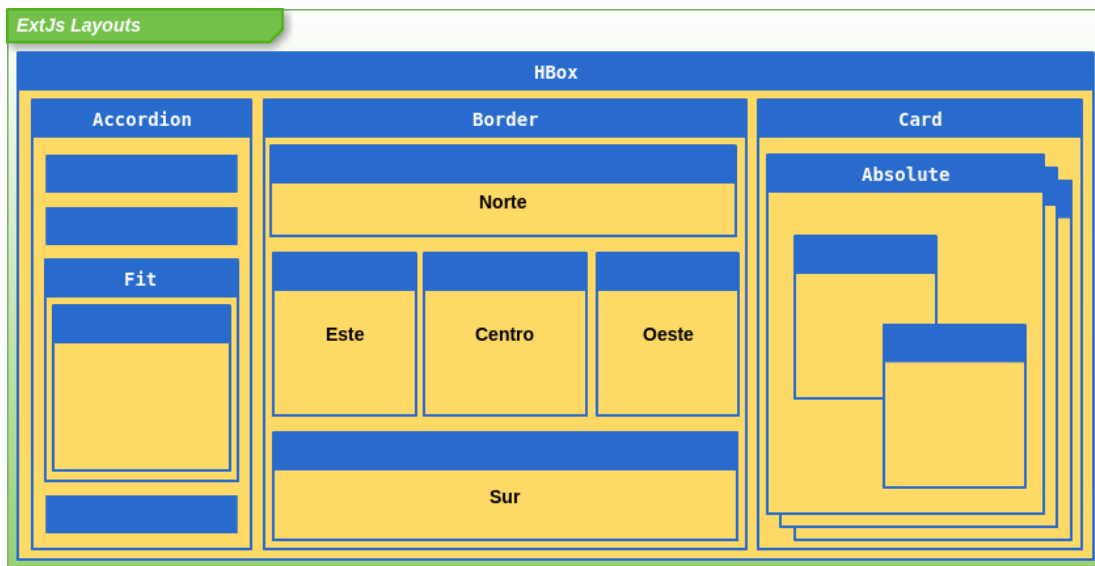 ExtJs Layouts
HBox
Accordion
Border
Card
Absolute
Norte
Fit
Este
Centro
Oeste
Sur